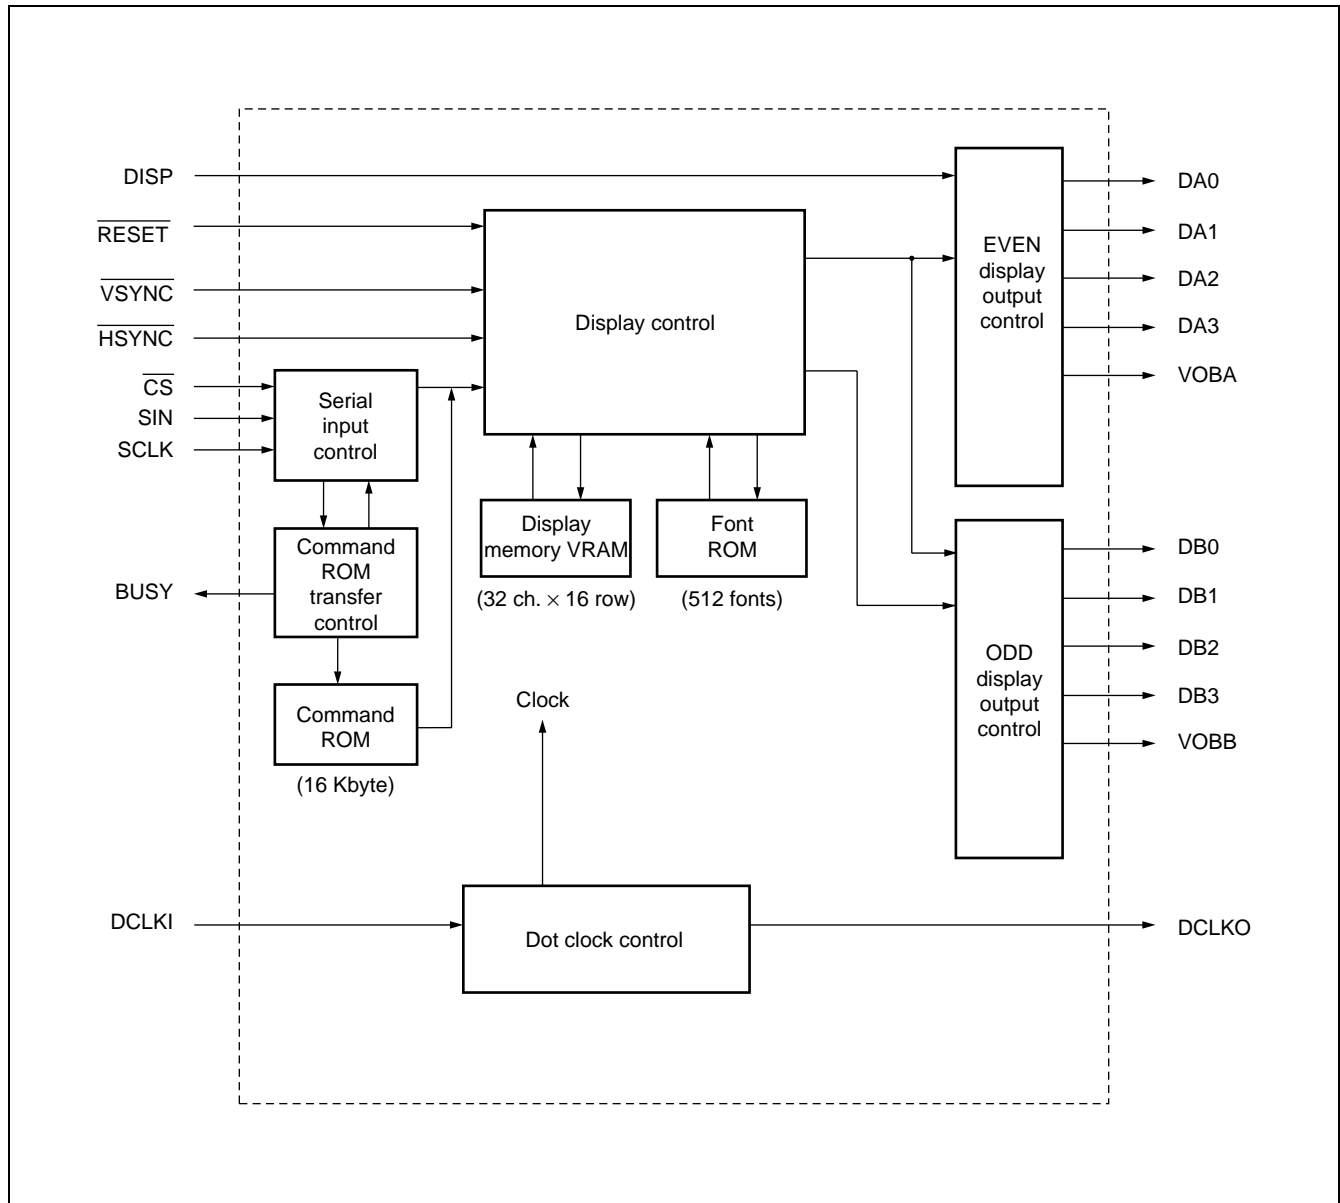 DISP
RESET
VSYNC
HSYNC
CS
SIN
SCLK
BUSY
DCLKI
Serial
input
control
Command
ROM
transfer
control
Command
ROM
(16 Kbyte)
Display control
Display
memory VRAM
(32 ch. × 16 row)
Font
ROM
(512 fonts)
Clock
Dot clock control
EVEN
display
output
control
ODD
display
output
control
DA0
DA1
DA2
DA3
VOBA
DB0
DB1
DB2
DB3
VOBB
DCLKO